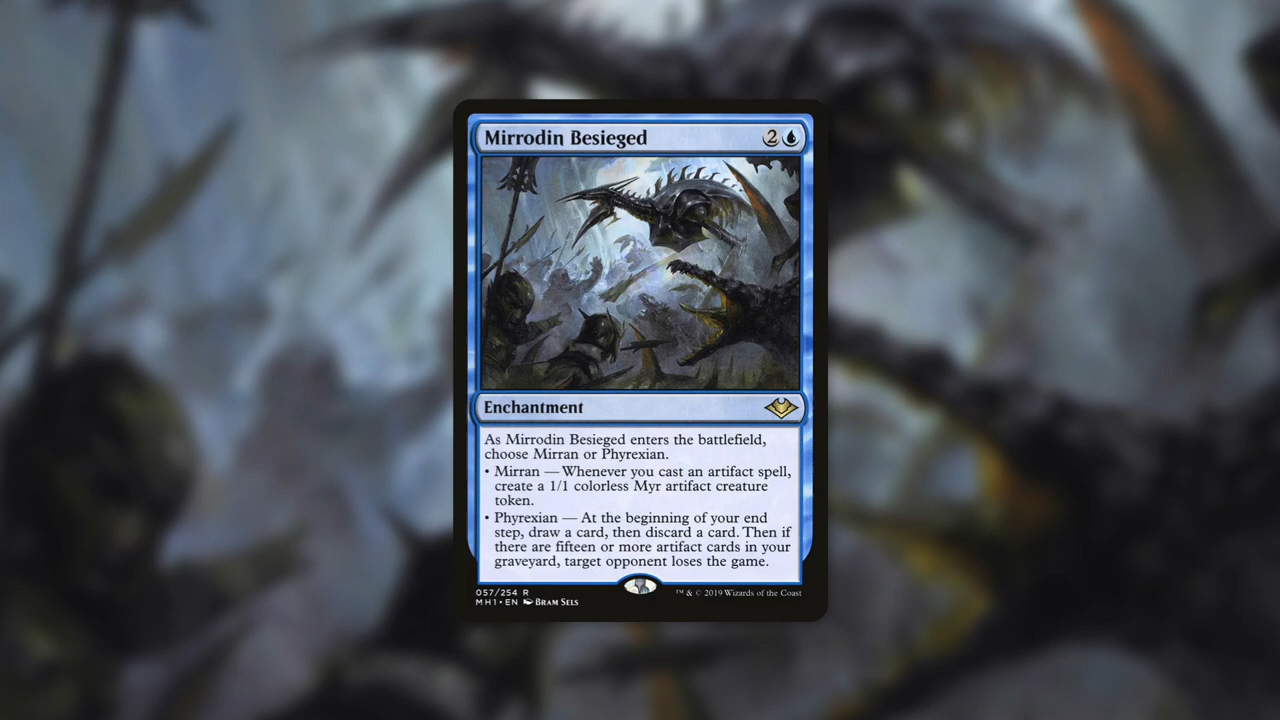 Mirrodin Besieged 2
Enchantment
As Mirrodin Besieged enters the battlefield,
choose Mirran or Phyrexian.
• Mirran — Whenever you cast an artifact spell,
create a 1/1 colorless Myr artifact creature
token.
• Phyrexian — At the beginning of your end
step, draw a card, then discard a card. Then if
there are fifteen or more artifact cards in your
graveyard, target opponent loses the game.
057/254 R
MH1 • EN Bram Sels
™ & © 2019 Wizards of the Coast